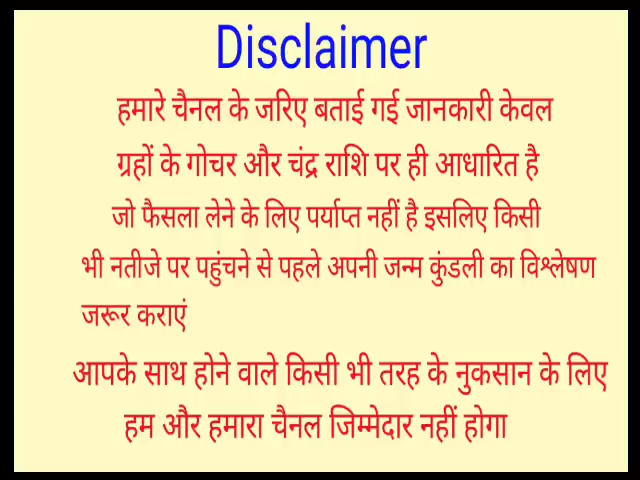 Disclaimer
हमारे चैनल के जरिए बताई गई जानकारी केवल
ग्रहों के गोचर और चंद्र राशि पर ही आधारित है
जो फैसला लेने के लिए पर्याप्त नहीं है इसलिए किसी
भी नतीजे पर पहुंचने से पहले अपनी जन्म कुंडली का विश्लेषण
जरूर कराएं
आपके साथ होने वाले किसी भी तरह के नुकसान के लिए
हम और हमारा चैनल जिम्मेदार नहीं होगा